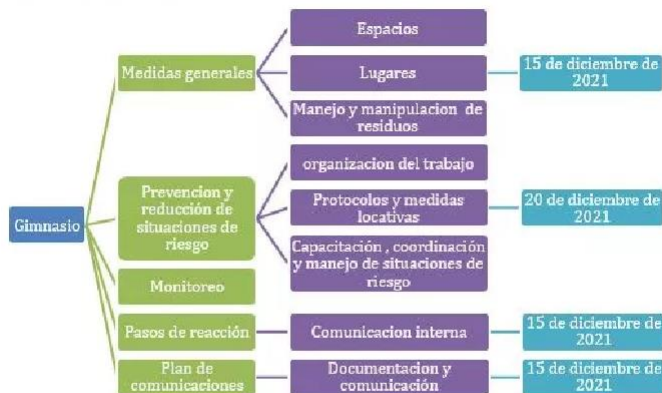 Espacios
Medidas generales
Lugares
15 de diciembre de
2021
Manejo y manipulacion de
residuos
organizacion del trabajo
Gimnasio
Prevencion y
reducción de
situaciones de
riesgo
Protocolos y medidas
locativas
20 de diciembre de
2021
Capacitación , coordinación
y manejo de situaciones de
riesgo
Monitoreo
Pasos de reacción
Comunicacion interna
15 de diciembre de
2021
Plan de
comunicaciones
Documentacion y
comunicación
15 de diciembre de
2021